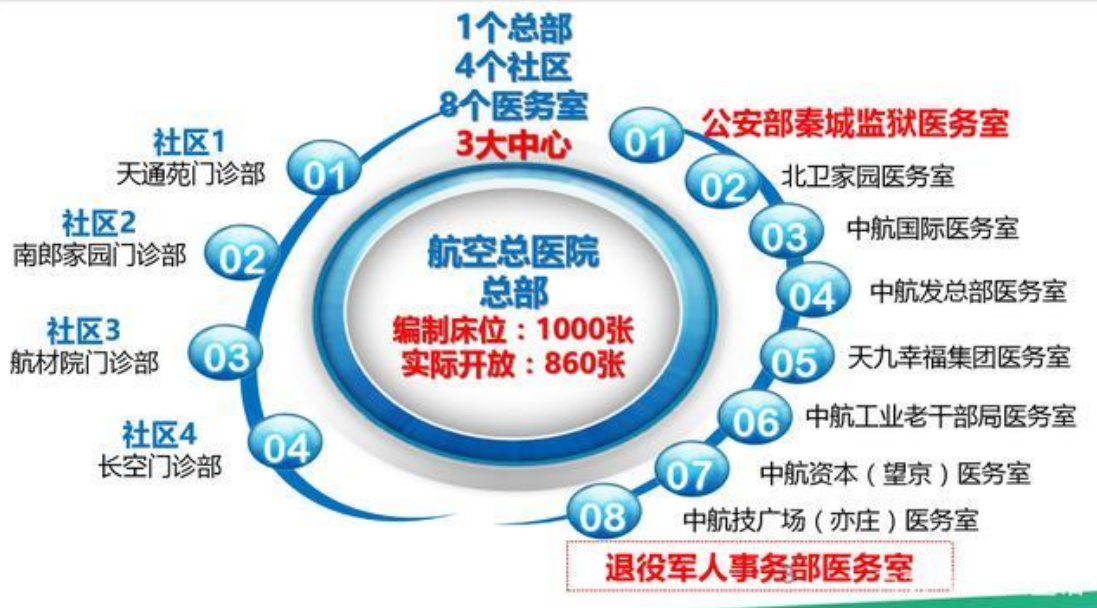 1个总部
4个社区
8个医务室
3大中心
社区1
天通苑门诊部
01
社区2
南郎家园门诊部
02
社区3
航材院门诊部
03
社区4
长空门诊部
04
航空总医院
总部
编制床位：1000张
实际开放：860张
01
公安部秦城监狱医务室
02
北卫家园医务室
03
中航国际医务室
04
中航发总部医务室
05
天九幸福集团医务室
06
中航工业老干部局医务室
07
中航资本（望京）医务室
08
中航技广场（亦庄）医务室
退役军人事务部医务室